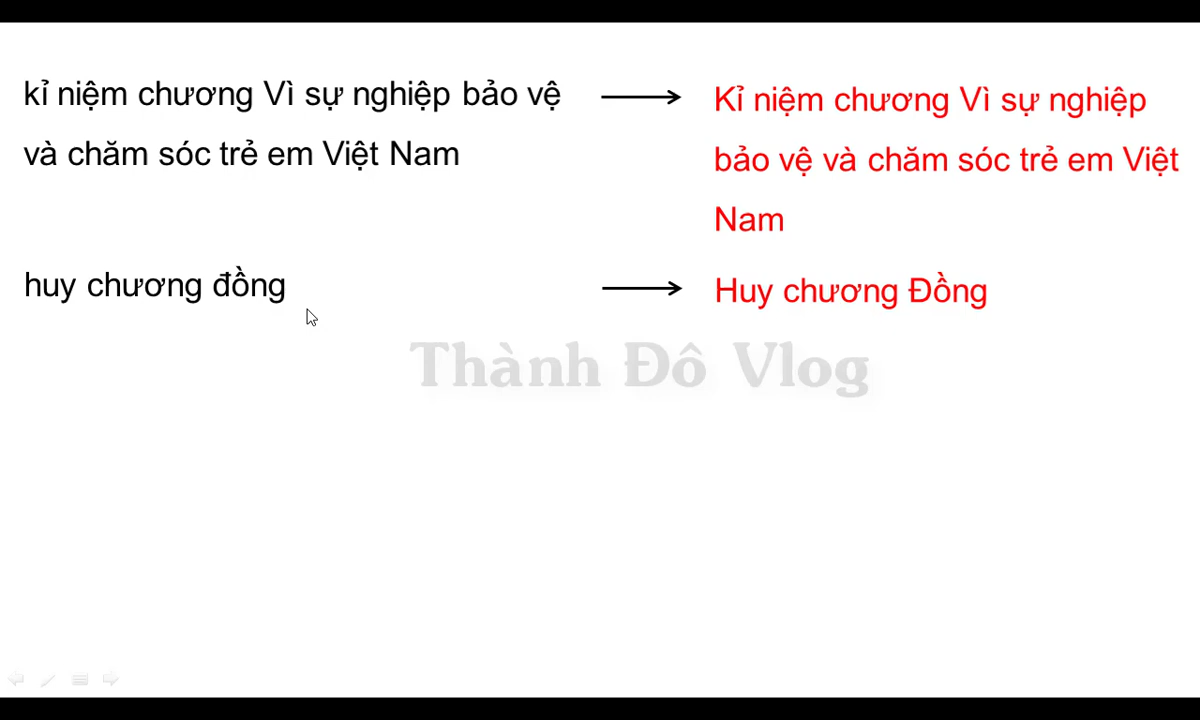 kỉ niệm chương Vì sự nghiệp bảo vệ
và chăm sóc trẻ em Việt Nam
Kỉ niệm chương Vì sự nghiệp
bảo vệ và chăm sóc trẻ em Việt
Nam
huy chương đồng
Huy chương Đồng
Thành Đô Vlog